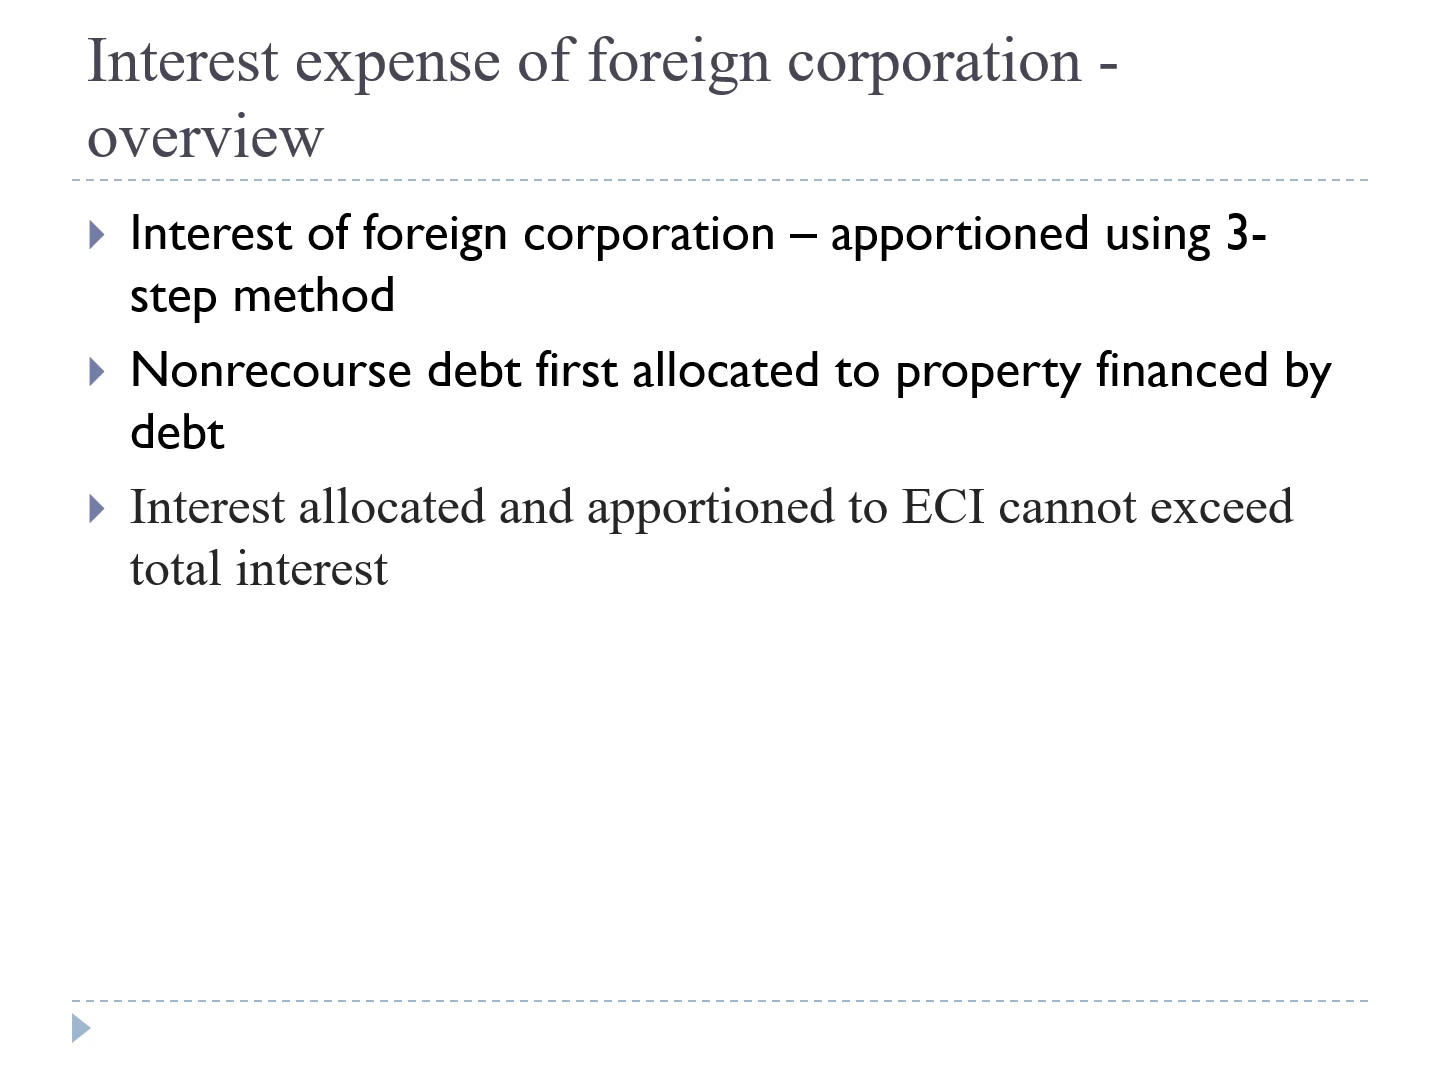 Interest expense of foreign corporation -
overview
Interest of foreign corporation – apportioned using 3-
step method
Nonrecourse debt first allocated to property financed by
debt
Interest allocated and apportioned to ECI cannot exceed
total interest